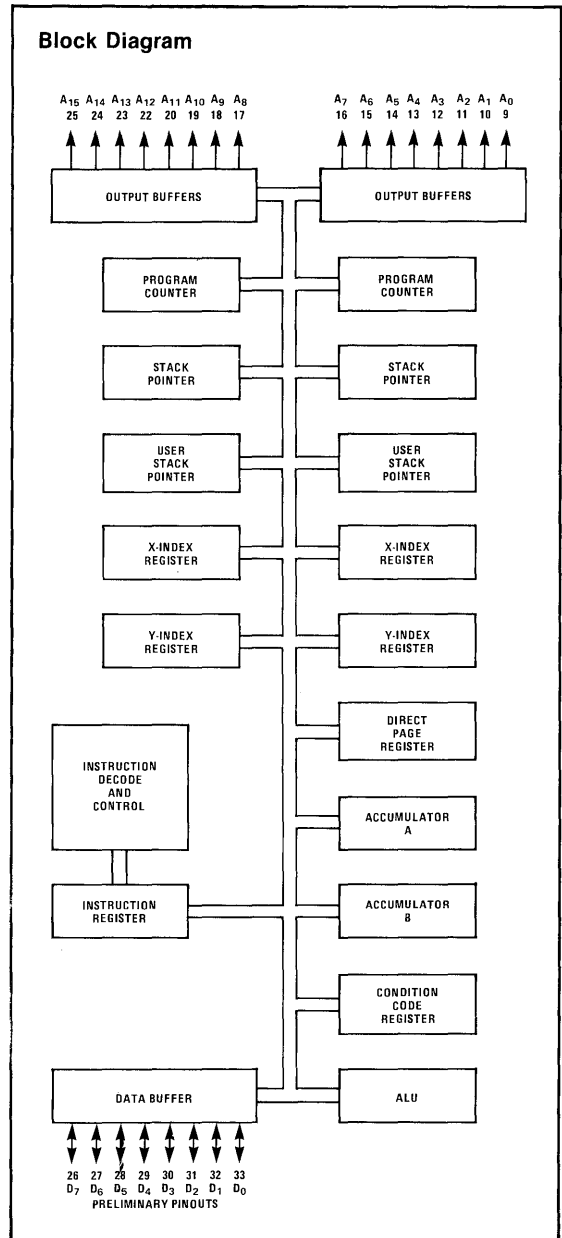 Block Diagram
A15 A14 A13 A12 A11 A10 A9 A8 A7 A6 A5 A4 A3 A2 A1 A0
25 24 23 22 20 19 18 17 16 15 14 13 12 11 10 9
OUTPUT BUFFERS OUTPUT BUFFERS
PROGRAM
COUNTER
PROGRAM
COUNTER
STACK
POINTER
STACK
POINTER
USER
STACK
POINTER
USER
STACK
POINTER
X-INDEX
REGISTER
X-INDEX
REGISTER
Y-INDEX
REGISTER
Y-INDEX
REGISTER
DIRECT
PAGE
REGISTER
INSTRUCTION
DECODE
AND
CONTROL
ACCUMULATOR
A
INSTRUCTION
REGISTER
ACCUMULATOR
B
CONDITION
CODE
REGISTER
DATA BUFFER
ALU
26 27 28 29 30 31 32 33
D7 D6 D5 D4 D3 D2 D1 D0
PRELIMINARY PINOUTS